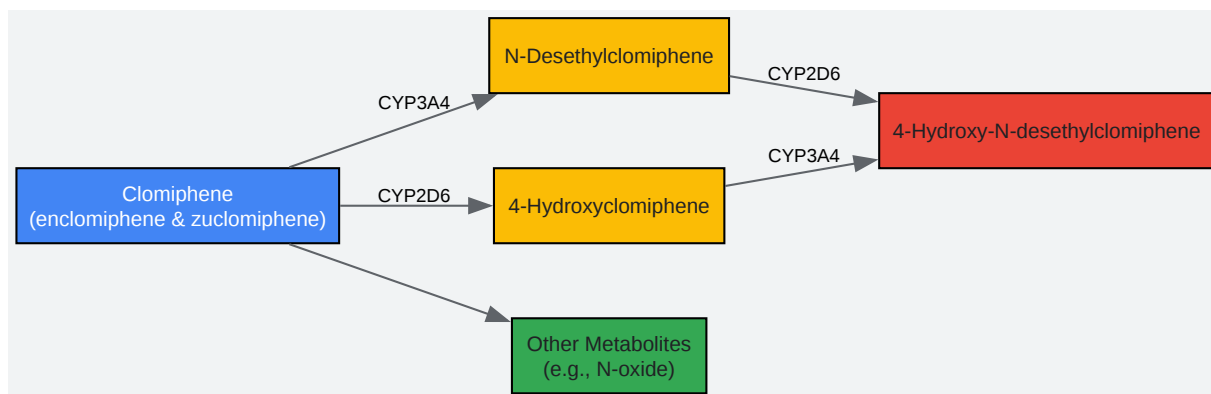 N-Desethylclomiphene
CYP2D6
CYP3A4
4-Hydroxy-N-desethylclomiphene
CYP3A4
Clomiphene
(enclomiphene & zuclomiphene)
CYP2D6
4-Hydroxyclomiphene
Other Metabolites
(e.g., N-oxide)